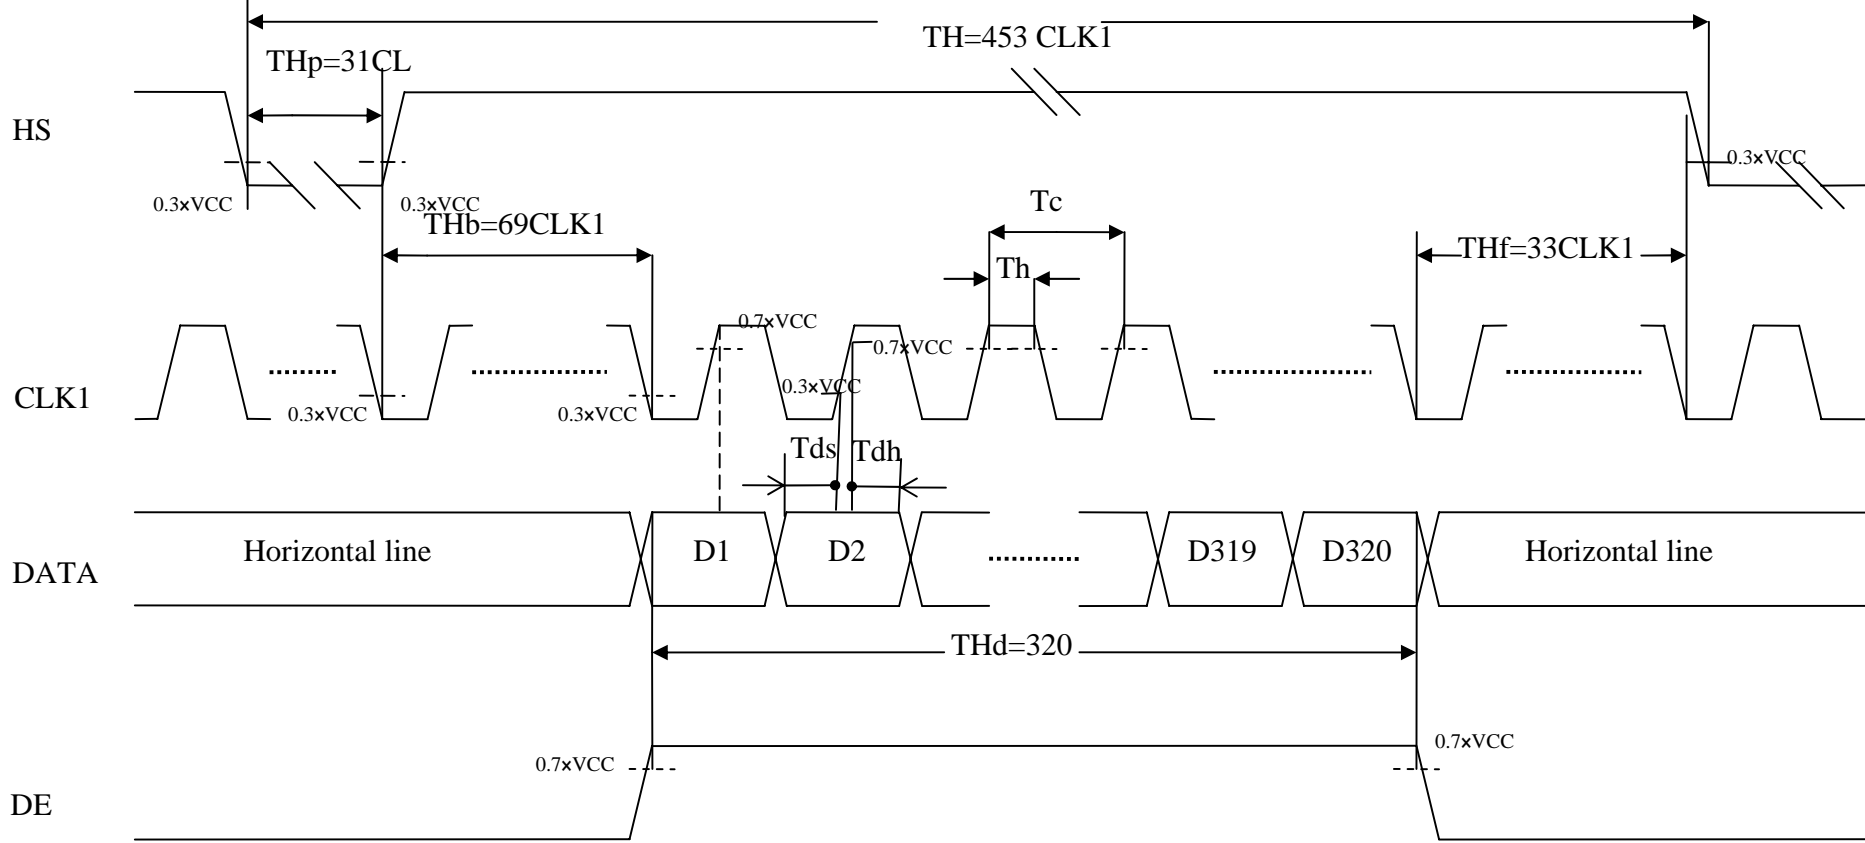 TH=453 CLK1
THp=31CL
HS
0.3×VCC
0.3×VCC
0.3×VCC
THb=69CLK1
Tc
THf=33CLK1
Th
0.7×VCC
0.7×VCC
0.3×VCC
CLK1
0.3×VCC
0.3×VCC
Tds
Tdh
DATA
Horizontal line
D1
D2
D319
D320
Horizontal line
THd=320
0.7×VCC
0.7×VCC
DE